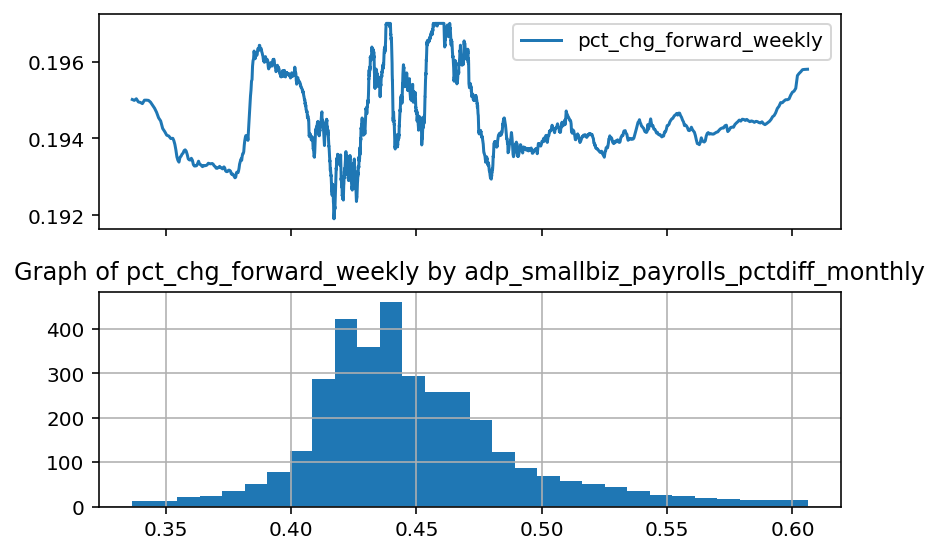 pct_chg_forward_weekly
0.196
0.194
0.192
Graph of pct_chg_forward_weekly by adp_smallbiz_payrolls_pctdiff_monthly
400
300
200
100
0
0.35 0.40 0.45 0.50 0.55 0.60